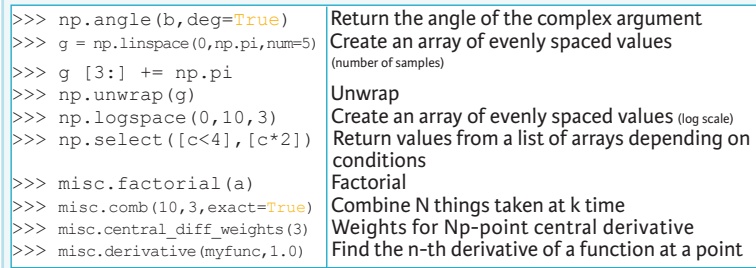 >>> np.angle(b,deg=True) Return the angle of the complex argument
>>> g = np.linspace(0,np.pi,num=5) Create an array of evenly spaced values
(number of samples)
>>> g [3:] += np.pi
>>> np.unwrap(g) Unwrap
>>> np.logspace(0,10,3) Create an array of evenly spaced values (log scale)
>>> np.select([c<4],[c*2]) Return values from a list of arrays depending on
conditions
>>> misc.factorial(a) Factorial
>>> misc.comb(10,3,exact=True) Combine N things taken at k time
>>> misc.central_diff_weights(3) Weights for Np-point central derivative
>>> misc.derivative(myfunc,1.0) Find the n-th derivative of a function at a point